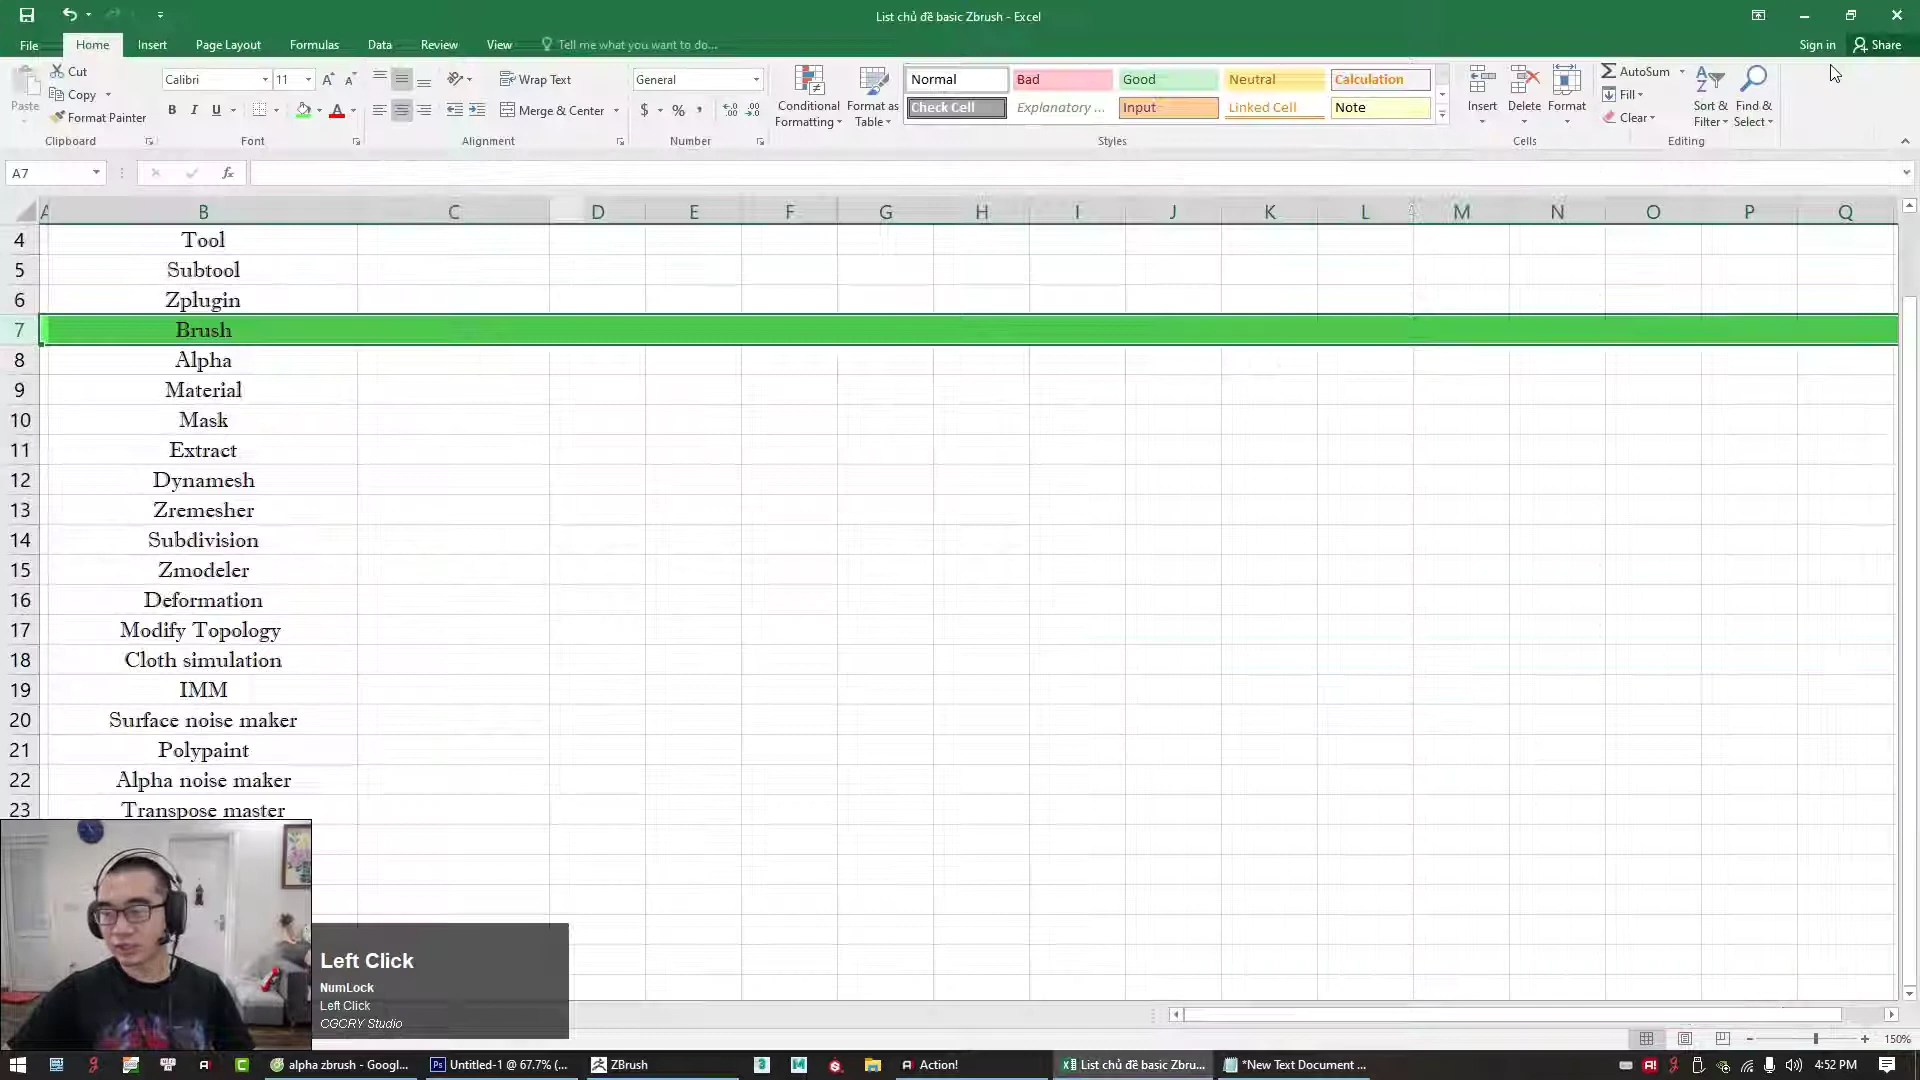 List chủ đề basic Zbrush - Excel
File Home Insert Page Layout Formulas Data Review View Tell me what you want to do... Sign in Share
Paste Cut Copy Format Painter Clipboard
Calibri 11 B I U A Font
Wrap Text Merge & Center Alignment
General $ % , Number
Conditional Formatting Format as Table
Normal Bad Good Neutral Calculation
Check Cell Explanatory ... Input Linked Cell Note
Styles
Insert Delete Format Cells
AutoSum Fill Clear Sort & Filter Find & Select Editing
A7 fx
A B C D E F G H I J K L M N O P Q
4 Tool
5 Subtool
6 Zplugin
7 Brush
8 Alpha
9 Material
10 Mask
11 Extract
12 Dynamesh
13 Zremesher
14 Subdivision
15 Zmodeler
16 Deformation
17 Modify Topology
18 Cloth simulation
19 IMM
20 Surface noise maker
21 Polypaint
22 Alpha noise maker
23 Transpose master
Left Click
NumLock
Left Click
CGCRY Studio
150%
alpha zbrush - Googl... Untitled-1 @ 67.7% (... ZBrush Action! List chủ đề basic Zbru... *New Text Document ... 4:52 PM